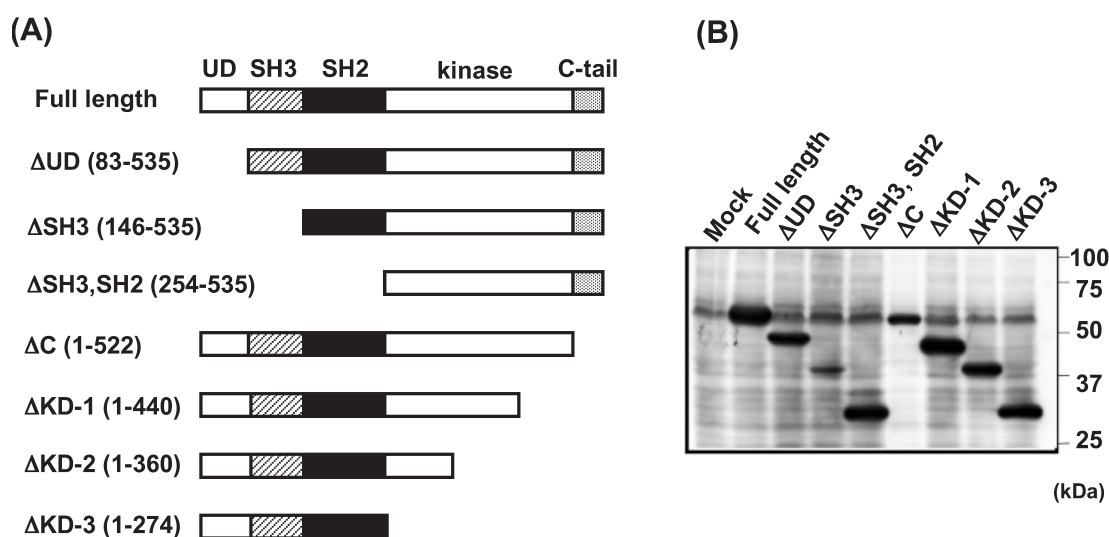 (A)
UD SH3 SH2 kinase C-tail
Full length
ΔUD (83-535)
ΔSH3 (146-535)
ΔSH3,SH2 (254-535)
ΔC (1-522)
ΔKD-1 (1-440)
ΔKD-2 (1-360)
ΔKD-3 (1-274)
(B)
Mock
Full length
ΔUD
ΔSH3
ΔSH3, SH2
ΔC
ΔKD-1
ΔKD-2
ΔKD-3
100
75
50
37
25
(kDa)